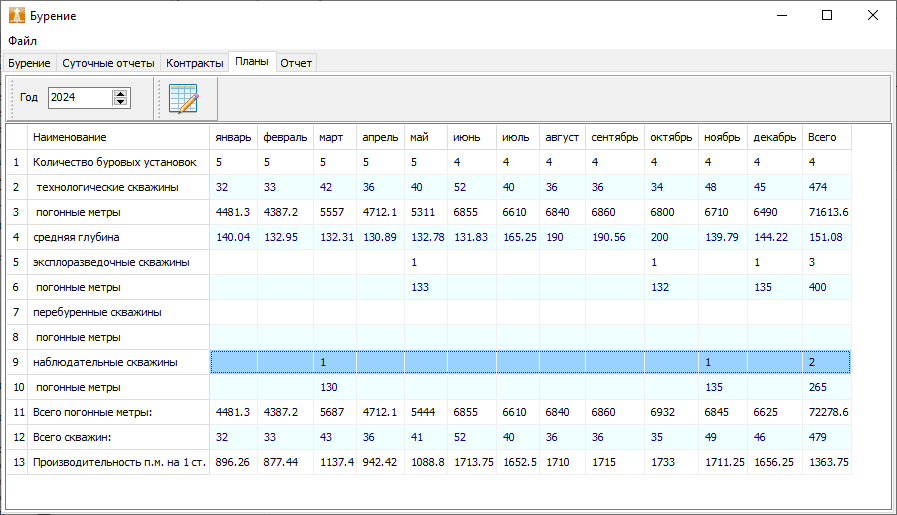 Бурение
Файл
Бурение Суточные отчеты Контракты Планы Отчет
Год 2024
Наименование январь февраль март апрель май июнь июль август сентябрь октябрь ноябрь декабрь Всего
1 Количество буровых установок 5 5 5 5 5 4 4 4 4 4 4 4 4
2 технологические скважины 32 33 42 36 40 52 40 36 36 34 48 45 474
3 погонные метры 4481.3 4387.2 5557 4712.1 5311 6855 6610 6840 6860 6800 6710 6490 71613.6
4 средняя глубина 140.04 132.95 132.31 130.89 132.78 131.83 165.25 190 190.56 200 139.79 144.22 151.08
5 эксплоразведочные скважины 1 1 1 3
6 погонные метры 133 132 135 400
7 перебуренные скважины
8 погонные метры
9 наблюдательные скважины 1 1 2
10 погонные метры 130 135 265
11 Всего погонные метры: 4481.3 4387.2 5687 4712.1 5444 6855 6610 6840 6860 6932 6845 6625 72278.6
12 Всего скважин: 32 33 43 36 41 52 40 36 36 35 49 46 479
13 Производительность п.м. на 1 ст. 896.26 877.44 1137.4 942.42 1088.8 1713.75 1652.5 1710 1715 1733 1711.25 1656.25 1363.75